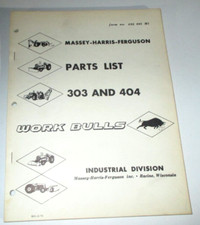 MASSEY-HARRIS-FERGUSON
PARTS LIST
303 AND 404
WORK BULLS
INDUSTRIAL DIVISION
Massey-Harris-Ferguson Inc. • Racine, Wisconsin